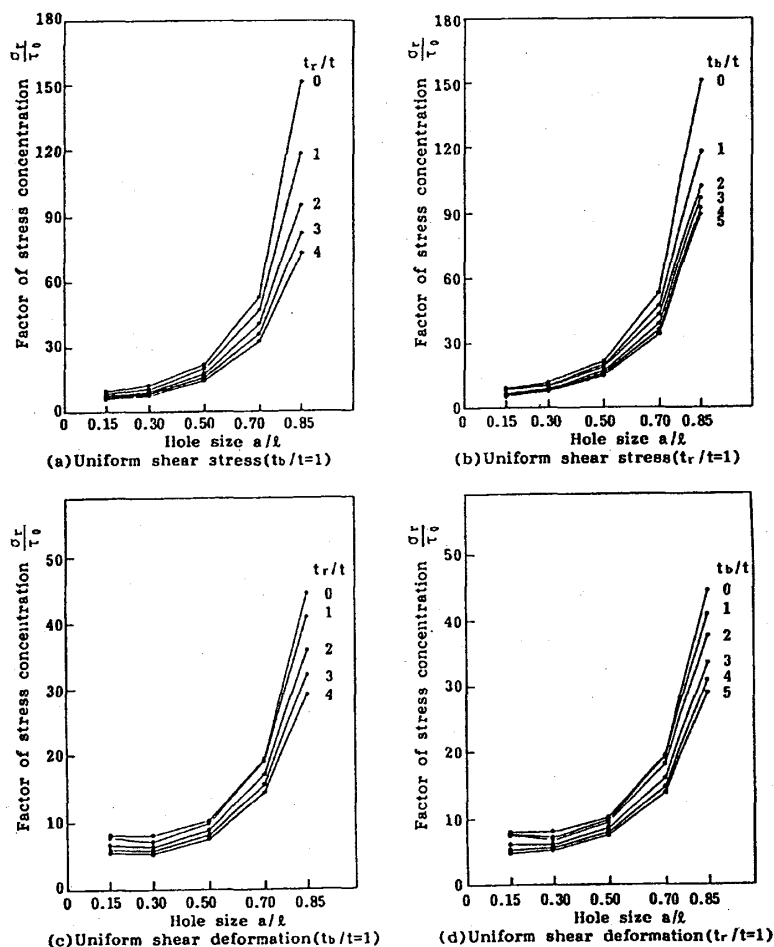 Factor of stress concentration σr/τ0
180
150
120
90
60
30
0
tr/t
0
1
2
3
4
0 0.15 0.30 0.50 0.70 0.85
Hole size a/ℓ
(a)Uniform shear stress(tb/t=1)
Factor of stress concentration σr/τ0
180
150
120
90
60
30
0
tb/t
0
1
2
3
4
5
0 0.15 0.30 0.50 0.70 0.85
Hole size a/ℓ
(b)Uniform shear stress(tr/t=1)
Factor of stress concentration σr/τ0
50
40
30
20
10
0
tr/t
0
1
2
3
4
0 0.15 0.30 0.50 0.70 0.85
Hole size a/ℓ
(c)Uniform shear deformation(tb/t=1)
Factor of stress concentration σr/τ0
50
40
30
20
10
0
tb/t
0
1
2
3
4
5
0 0.15 0.30 0.50 0.70 0.85
Hole size a/ℓ
(d)Uniform shear deformation(tr/t=1)